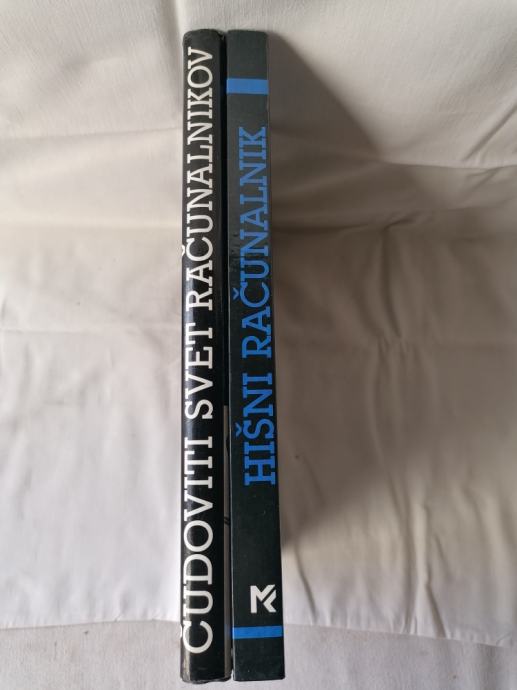 ČUDOVITI SVET RAČUNALNIKOV
HIŠNI RAČUNALNIK
MK